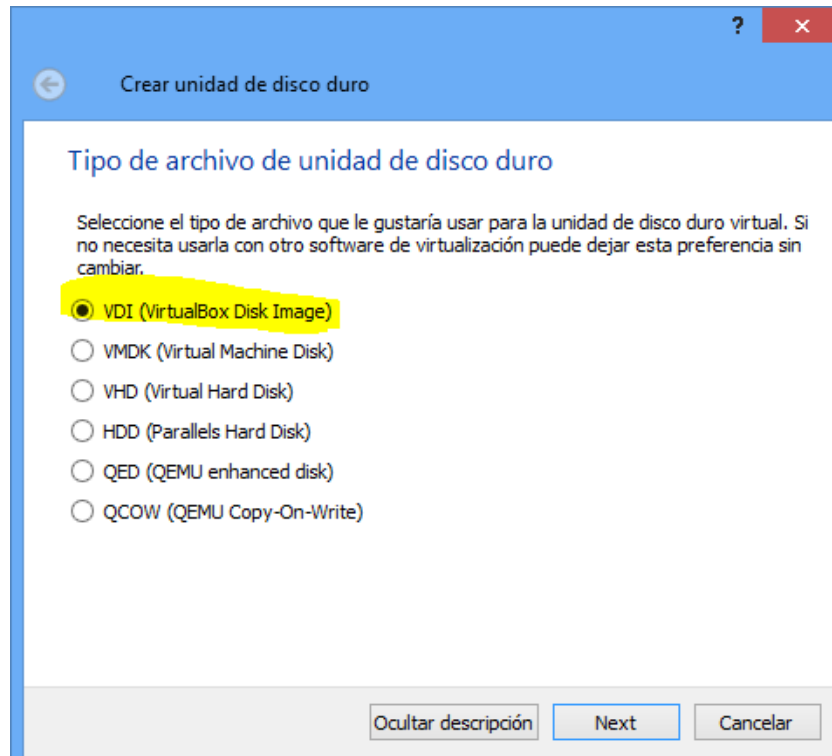 ?
Crear unidad de disco duro
Tipo de archivo de unidad de disco duro
Seleccione el tipo de archivo que le gustaría usar para la unidad de disco duro virtual. Si
no necesita usarla con otro software de virtualización puede dejar esta preferencia sin
cambiar.
VDI (VirtualBox Disk Image)
VMDK (Virtual Machine Disk)
VHD (Virtual Hard Disk)
HDD (Parallels Hard Disk)
QED (QEMU enhanced disk)
QCOW (QEMU Copy-On-Write)
Ocultar descripción Next Cancelar